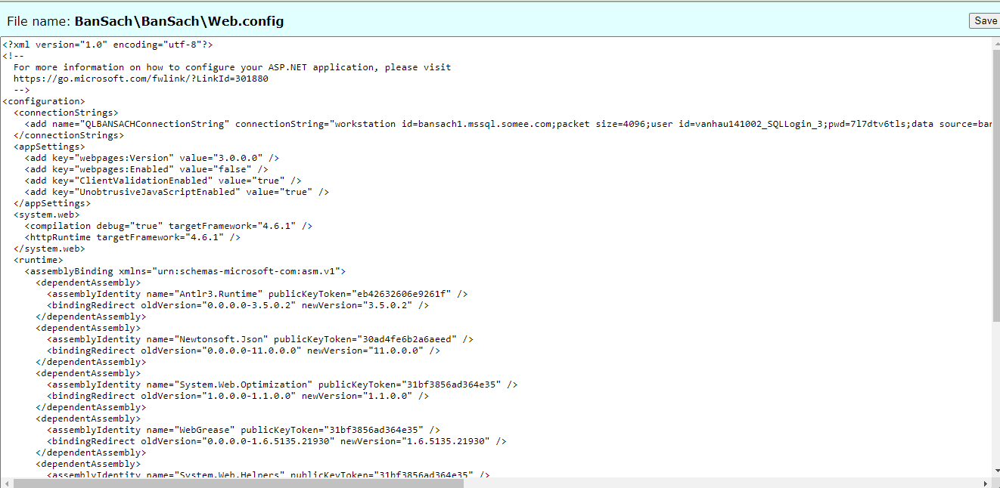 File name: BanSach\BanSach\Web.config
Save
<?xml version="1.0" encoding="utf-8"?>
<!--
  For more information on how to configure your ASP.NET application, please visit
  https://go.microsoft.com/fwlink/?LinkId=301880
  -->
<configuration>
  <connectionStrings>
    <add name="QLBANSACHConnectionString" connectionString="workstation id=bansach1.mssql.somee.com;packet size=4096;user id=vanhau141002_SQLLogin_3;pwd=7l7dtv6tls;data source=ban
  </connectionStrings>
  <appSettings>
    <add key="webpages:Version" value="3.0.0.0" />
    <add key="webpages:Enabled" value="false" />
    <add key="ClientValidationEnabled" value="true" />
    <add key="UnobtrusiveJavaScriptEnabled" value="true" />
  </appSettings>
  <system.web>
    <compilation debug="true" targetFramework="4.6.1" />
    <httpRuntime targetFramework="4.6.1" />
  </system.web>
  <runtime>
    <assemblyBinding xmlns="urn:schemas-microsoft-com:asm.v1">
      <dependentAssembly>
        <assemblyIdentity name="Antlr3.Runtime" publicKeyToken="eb42632606e9261f" />
        <bindingRedirect oldVersion="0.0.0.0-3.5.0.2" newVersion="3.5.0.2" />
      </dependentAssembly>
      <dependentAssembly>
        <assemblyIdentity name="Newtonsoft.Json" publicKeyToken="30ad4fe6b2a6aeed" />
        <bindingRedirect oldVersion="0.0.0.0-11.0.0.0" newVersion="11.0.0.0" />
      </dependentAssembly>
      <dependentAssembly>
        <assemblyIdentity name="System.Web.Optimization" publicKeyToken="31bf3856ad364e35" />
        <bindingRedirect oldVersion="1.0.0.0-1.1.0.0" newVersion="1.1.0.0" />
      </dependentAssembly>
      <dependentAssembly>
        <assemblyIdentity name="WebGrease" publicKeyToken="31bf3856ad364e35" />
        <bindingRedirect oldVersion="0.0.0.0-1.6.5135.21930" newVersion="1.6.5135.21930" />
      </dependentAssembly>
      <dependentAssembly>
        <assemblyIdentity name="System.Web.Helpers" publicKeyToken="31bf3856ad364e35" />